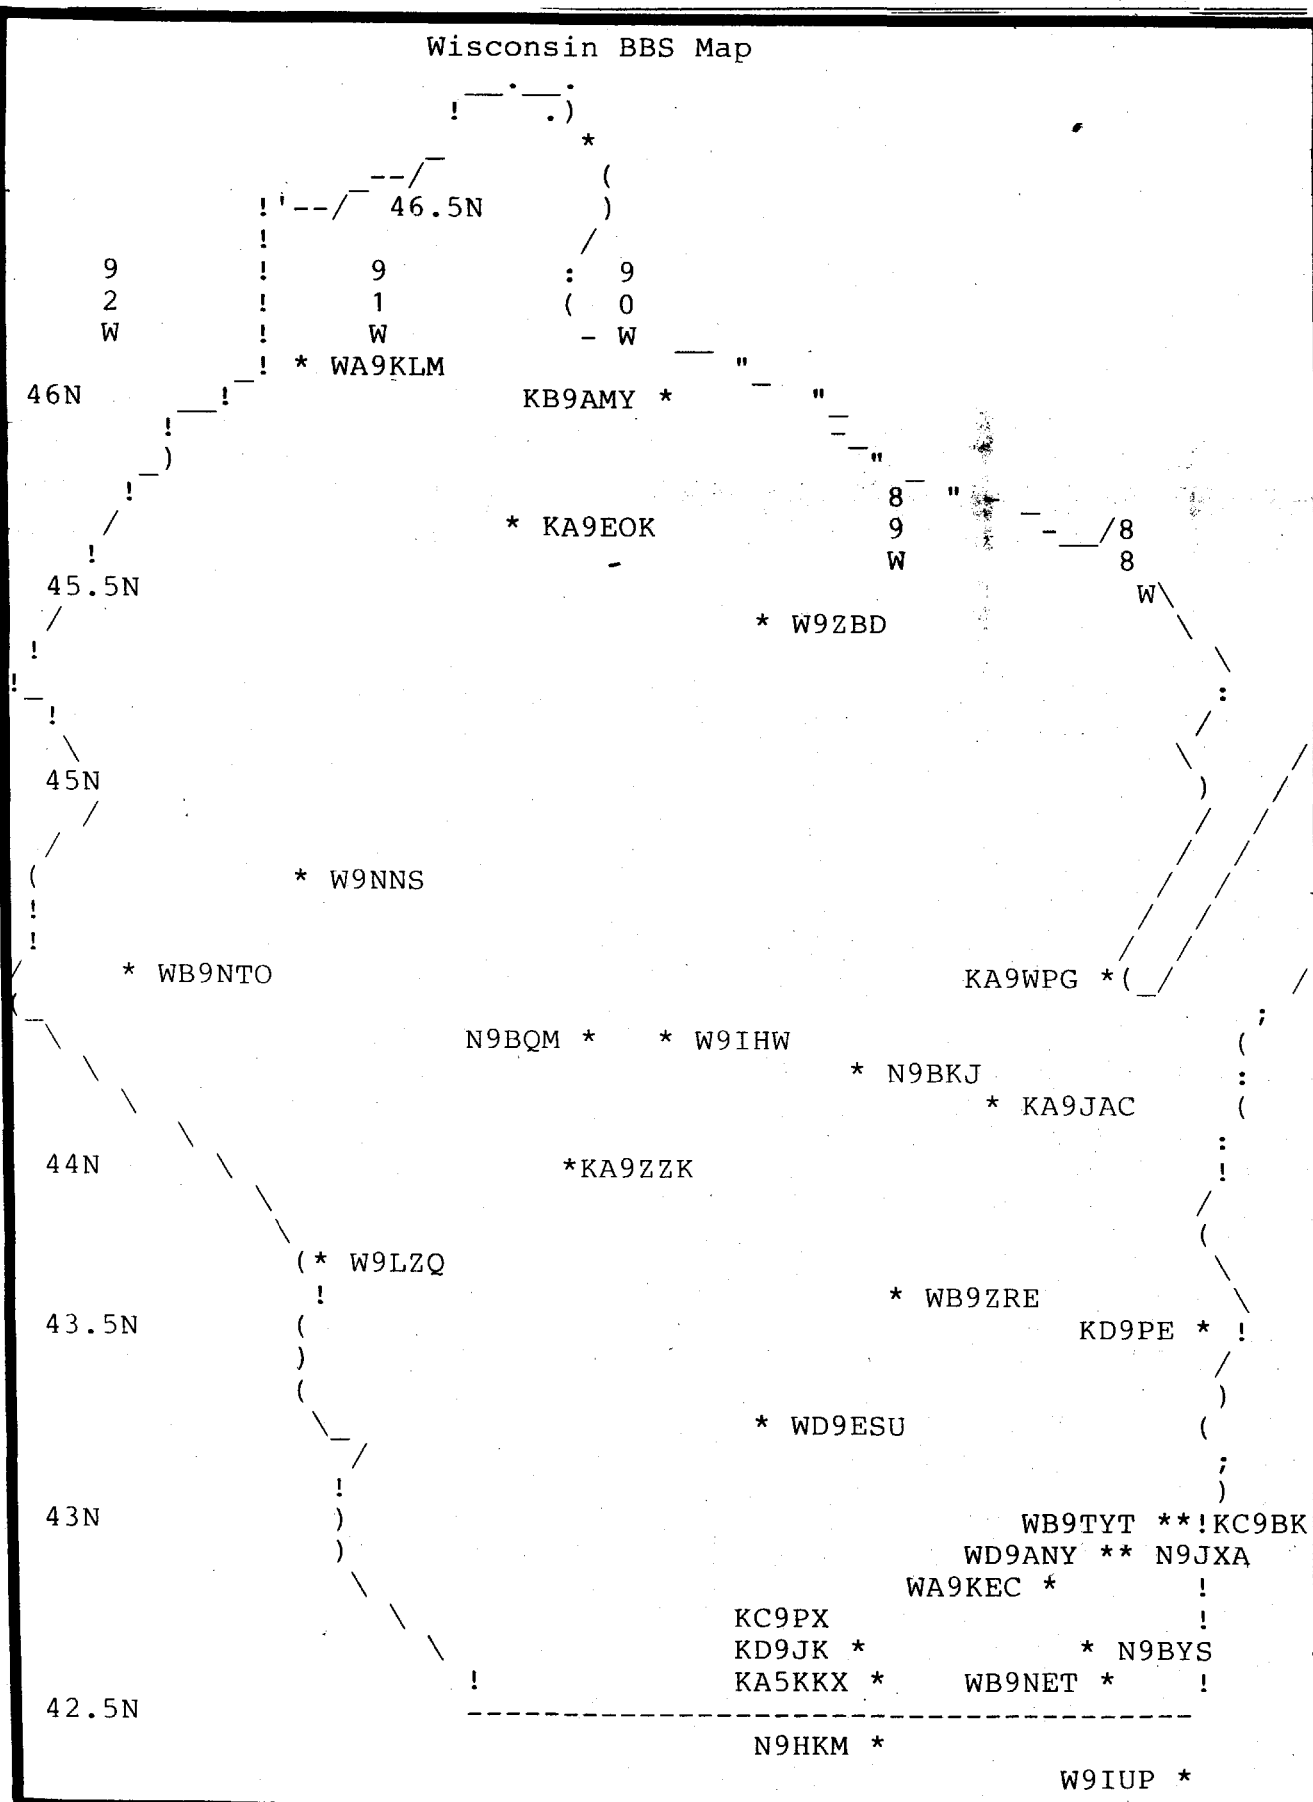 Wisconsin BBS Map
46.5N
9 9 9
2 1 0
W W W
* WA9KLM
46N KB9AMY *
8
* KA9EOK 9 8
W 8
45.5N W
* W9ZBD
45N
* W9NNS
* WB9NTO KA9WPG *
N9BQM * * W9IHW
* N9BKJ
* KA9JAC
44N *KA9ZZK
* W9LZQ
* WB9ZRE
43.5N KD9PE *
* WD9ESU
43N WB9TYT **!KC9BK
WD9ANY ** N9JXA
WA9KEC *
KC9PX
KD9JK * * N9BYS
KA5KKX * WB9NET *
42.5N
N9HKM *
W9IUP *